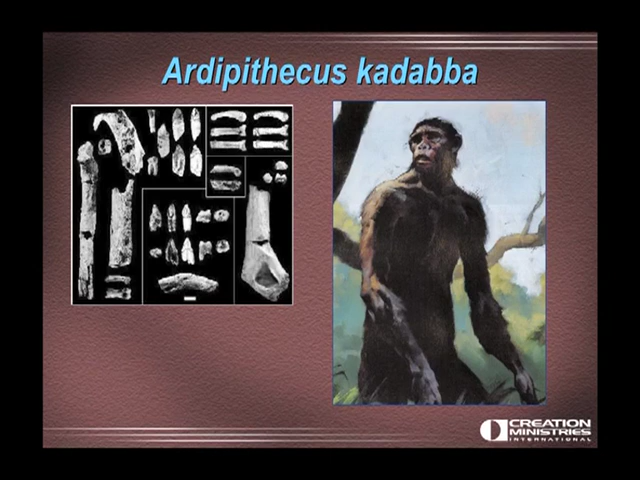 Ardipithecus kadabba
CREATION
MINISTRIES
INTERNATIONAL